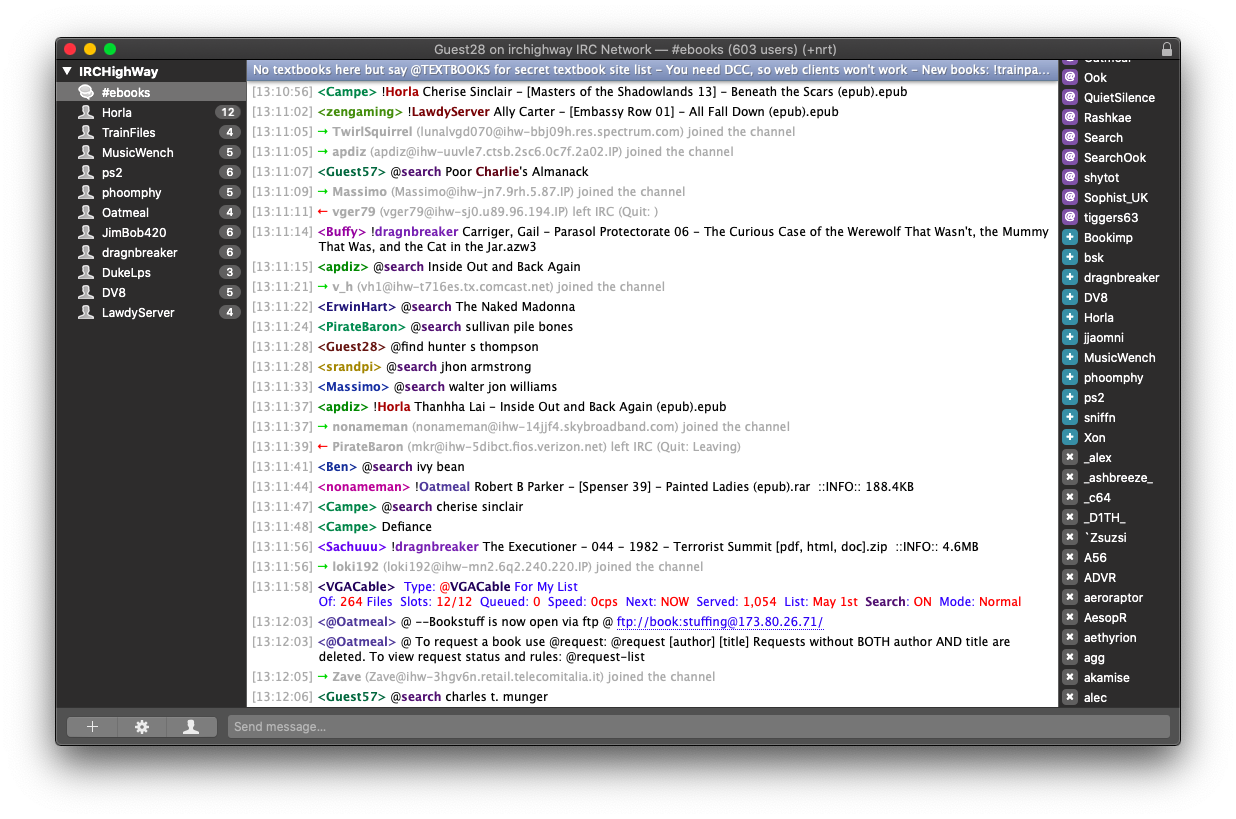 Guest28 on irchighway IRC Network — #ebooks (603 users) (+nrt)
IRCHighWay
#ebooks
Horla 12
TrainFiles 4
MusicWench 5
ps2 6
phoomphy 5
Oatmeal 4
JimBob420 6
dragnbreaker 6
DukeLps 3
DV8 5
LawdyServer 4
No textbooks here but say @TEXTBOOKS for secret textbook site list – You need DCC, so web clients won't work – New books: !trainpa...
[13:10:56] <Campe> !Horla Cherise Sinclair – [Masters of the Shadowlands 13] – Beneath the Scars (epub).epub
[13:11:02] <zengaming> !LawdyServer Ally Carter – [Embassy Row 01] – All Fall Down (epub).epub
[13:11:05] → TwirlSquirrel (lunalvgd070@ihw-bbj09h.res.spectrum.com) joined the channel
[13:11:05] → apdiz (apdiz@ihw-uuvle7.ctsb.2sc6.0c7f.2a02.IP) joined the channel
[13:11:07] <Guest57> @search Poor Charlie's Almanack
[13:11:09] → Massimo (Massimo@ihw-jn7.9rh.5.87.IP) joined the channel
[13:11:11] ← vger79 (vger79@ihw-sj0.u89.96.194.IP) left IRC (Quit: )
[13:11:14] <Buffy> !dragnbreaker Carriger, Gail – Parasol Protectorate 06 – The Curious Case of the Werewolf That Wasn't, the Mummy
That Was, and the Cat in the Jar.azw3
[13:11:15] <apdiz> @search Inside Out and Back Again
[13:11:21] → v_h (vh1@ihw-t716es.tx.comcast.net) joined the channel
[13:11:22] <ErwinHart> @search The Naked Madonna
[13:11:24] <PirateBaron> @search sullivan pile bones
[13:11:28] <Guest28> @find hunter s thompson
[13:11:28] <srandpi> @search jhon armstrong
[13:11:33] <Massimo> @search walter jon williams
[13:11:37] <apdiz> !Horla Thanhha Lai – Inside Out and Back Again (epub).epub
[13:11:37] → nonameman (nonameman@ihw-14jjf4.skybroadband.com) joined the channel
[13:11:39] ← PirateBaron (mkr@ihw-5dibct.fios.verizon.net) left IRC (Quit: Leaving)
[13:11:41] <Ben> @search ivy bean
[13:11:44] <nonameman> !Oatmeal Robert B Parker – [Spenser 39] – Painted Ladies (epub).rar ::INFO:: 188.4KB
[13:11:47] <Campe> @search cherise sinclair
[13:11:48] <Campe> Defiance
[13:11:56] <Sachuuu> !dragnbreaker The Executioner – 044 – 1982 – Terrorist Summit [pdf, html, doc].zip ::INFO:: 4.6MB
[13:11:56] → loki192 (loki192@ihw-mn2.6q2.240.220.IP) joined the channel
[13:11:58] <VGACable> Type: @VGACable For My List
Of: 264 Files Slots: 12/12 Queued: 0 Speed: 0cps Next: NOW Served: 1,054 List: May 1st Search: ON Mode: Normal
[13:12:03] <@Oatmeal> @ --Bookstuff is now open via ftp @ ftp://book:stuffing@173.80.26.71/
[13:12:03] <@Oatmeal> @ To request a book use @request: @request [author] [title] Requests without BOTH author AND title are
deleted. To view request status and rules: @request-list
[13:12:05] → Zave (Zave@ihw-3hgv6n.retail.telecomitalia.it) joined the channel
[13:12:06] <Guest57> @search charles t. munger
Send message...
Oatmeal
Ook
QuietSilence
Rashkae
Search
SearchOok
shytot
Sophist_UK
tiggers63
Bookimp
bsk
dragnbreaker
DV8
Horla
jjaomni
MusicWench
phoomphy
ps2
sniffn
Xon
_alex
_ashbreeze_
_c64
_D1TH_
`Zsuzsi
A56
ADVR
aeroraptor
AesopR
aethyrion
agg
akamise
alec